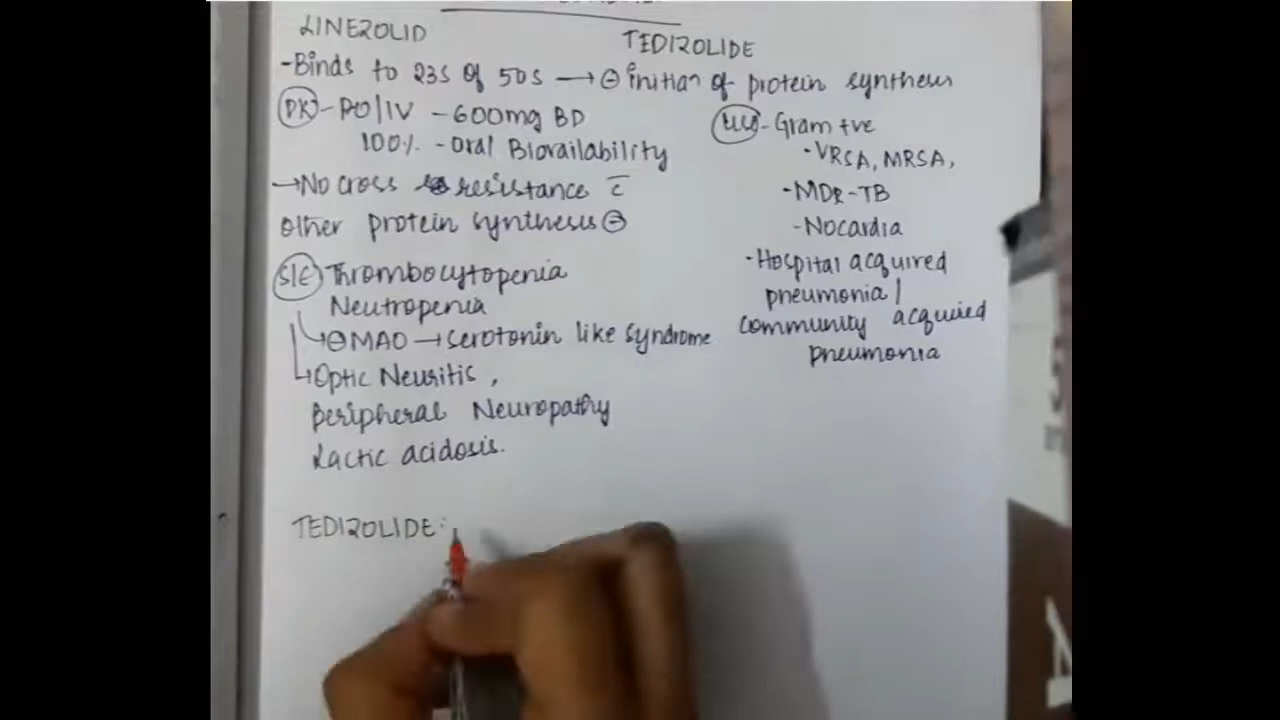 LINEZOLID
TEDIZOLIDE
-Binds to 23S of 50S → ⊖ initian of protein synthesis
PK - PO/IV - 600mg BD
100% - Oral Bioavailability
→ No cross resistance c̅
other protein synthesis ⊖
S/E Thrombocytopenia
Neutropenia
⊖ MAO → serotonin like syndrome
Optic Neuritis,
Peripheral Neuropathy
Lactic acidosis.
- Gram +ve
· VRSA, MRSA,
- MDR-TB
- Nocardia
· Hospital acquired
pneumonia /
community acquired
pneumonia
TEDIZOLIDE: